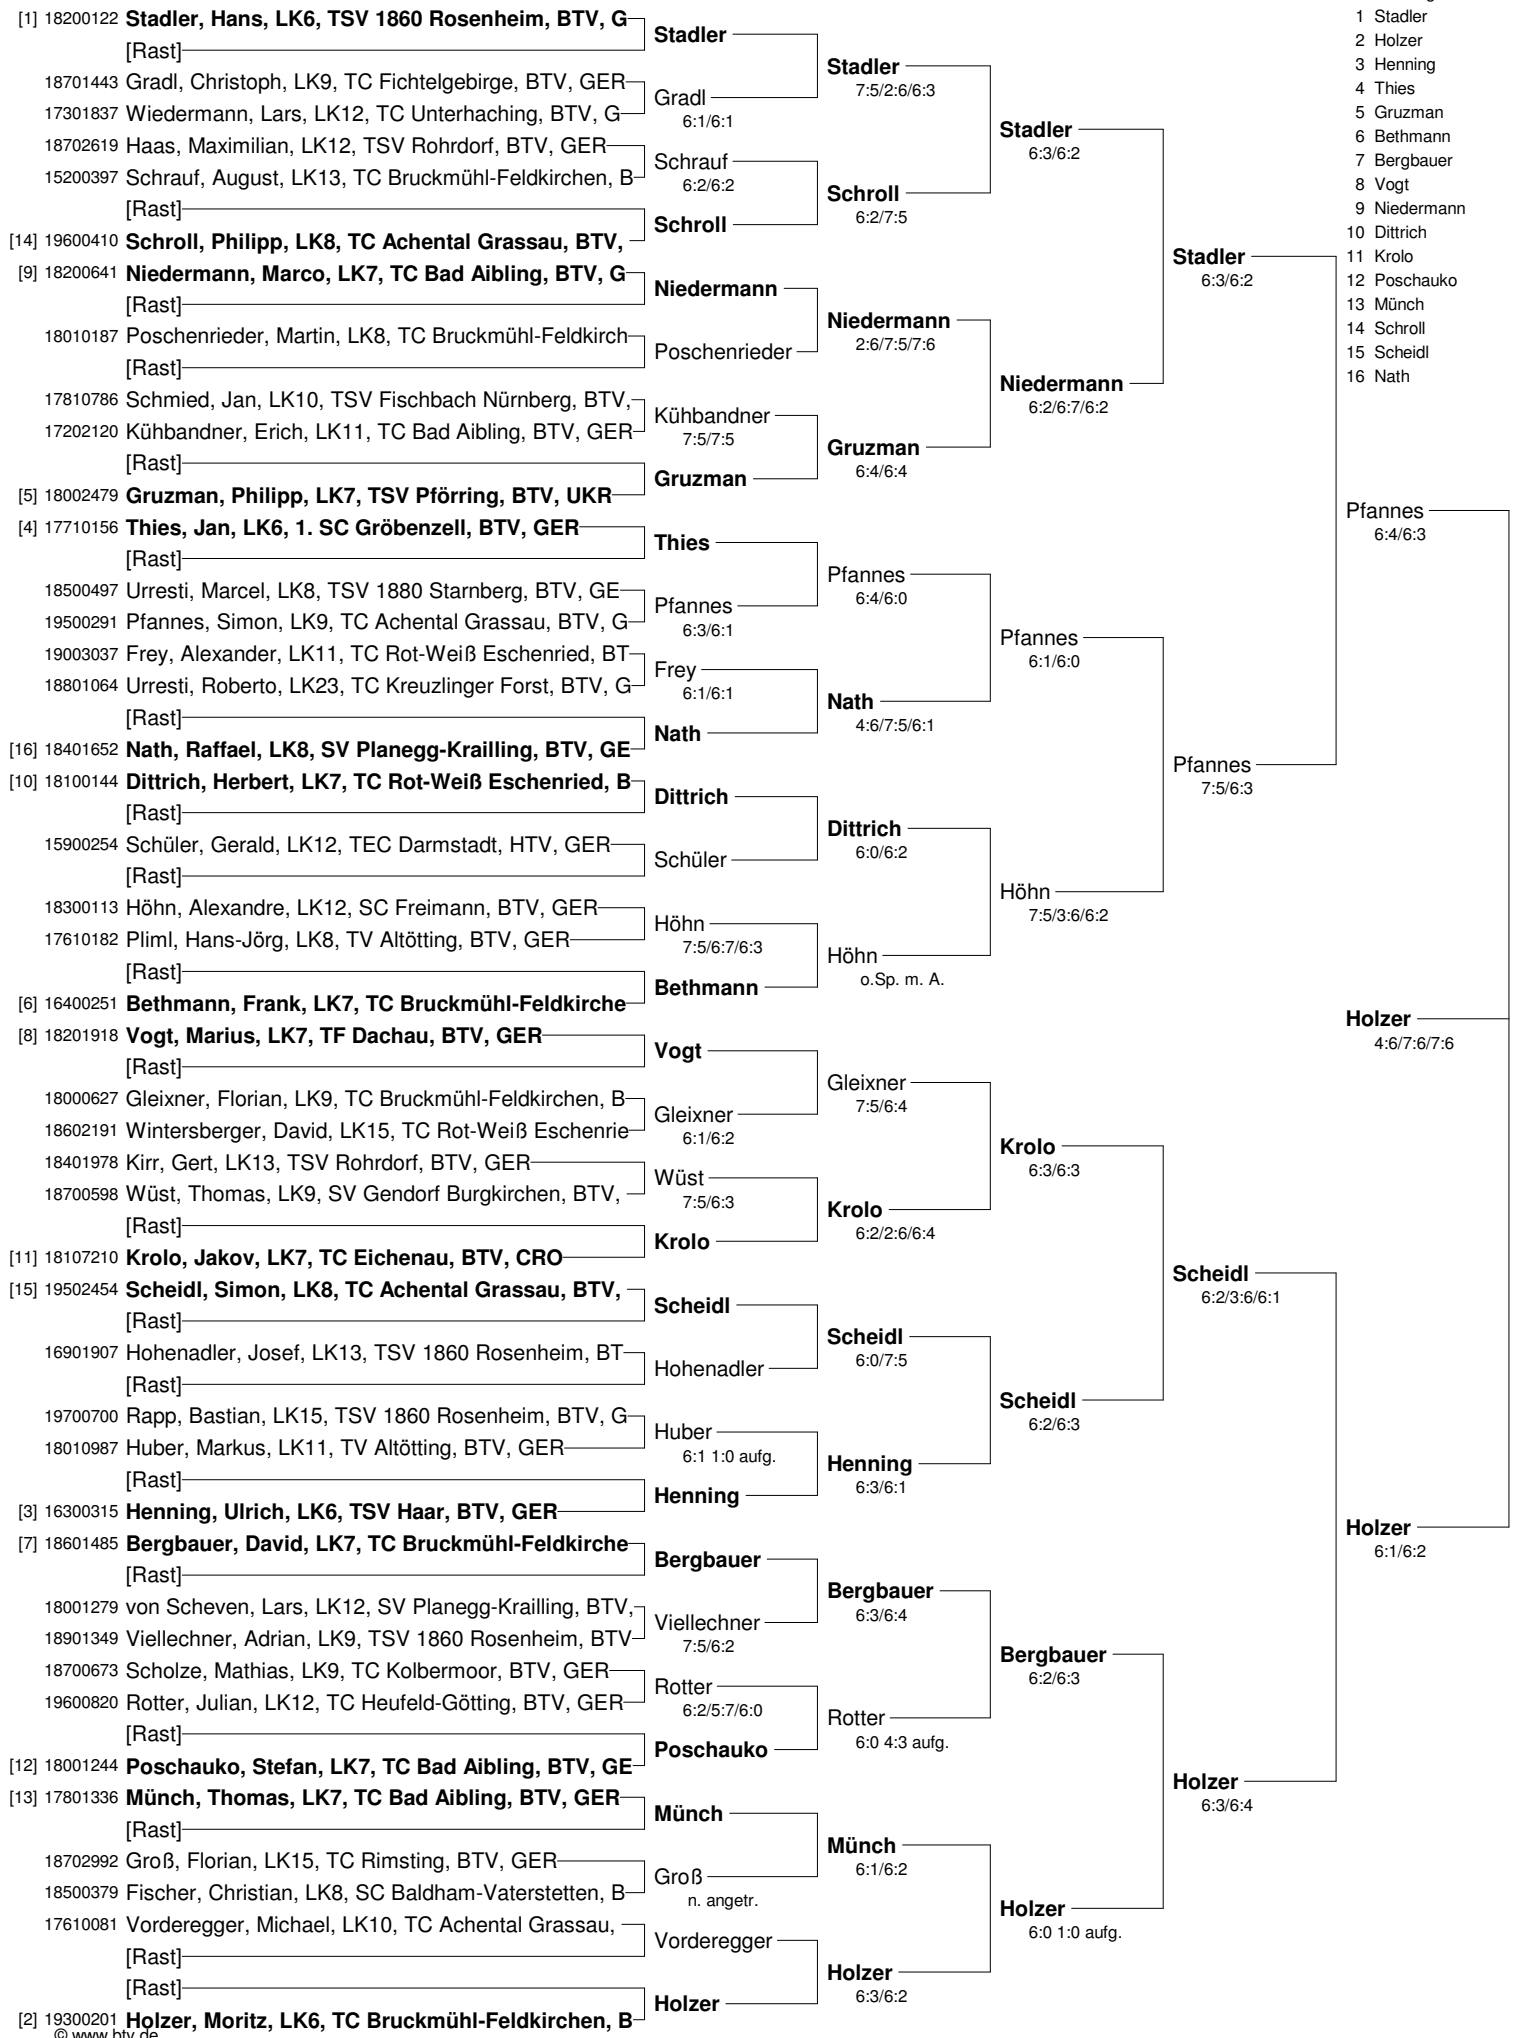 [1] 18200122 Stadler, Hans, LK6, TSV 1860 Rosenheim, BTV, G
[Rast]
18701443 Gradl, Christoph, LK9, TC Fichtelgebirge, BTV, GER
17301837 Wiedermann, Lars, LK12, TC Unterhaching, BTV, G
18702619 Haas, Maximilian, LK12, TSV Rohrdorf, BTV, GER
15200397 Schrauf, August, LK13, TC Bruckmühl-Feldkirchen, B
[Rast]
[14] 19600410 Schroll, Philipp, LK8, TC Achental Grassau, BTV,
[9] 18200641 Niedermann, Marco, LK7, TC Bad Aibling, BTV, G
[Rast]
18010187 Poschenrieder, Martin, LK8, TC Bruckmühl-Feldkirch
[Rast]
17810786 Schmied, Jan, LK10, TSV Fischbach Nürnberg, BTV,
17202120 Kühbandner, Erich, LK11, TC Bad Aibling, BTV, GER
[Rast]
[5] 18002479 Gruzman, Philipp, LK7, TSV Pförring, BTV, UKR
[4] 17710156 Thies, Jan, LK6, 1. SC Gröbenzell, BTV, GER
[Rast]
18500497 Urresti, Marcel, LK8, TSV 1880 Starnberg, BTV, GE
19500291 Pfannes, Simon, LK9, TC Achental Grassau, BTV, G
19003037 Frey, Alexander, LK11, TC Rot-Weiß Eschenried, BT
18801064 Urresti, Roberto, LK23, TC Kreuzlinger Forst, BTV, G
[Rast]
[16] 18401652 Nath, Raffael, LK8, SV Planegg-Krailling, BTV, GE
[10] 18100144 Dittrich, Herbert, LK7, TC Rot-Weiß Eschenried, B
[Rast]
15900254 Schüler, Gerald, LK12, TEC Darmstadt, HTV, GER
[Rast]
18300113 Höhn, Alexandre, LK12, SC Freimann, BTV, GER
17610182 Pliml, Hans-Jörg, LK8, TV Altötting, BTV, GER
[Rast]
[6] 16400251 Bethmann, Frank, LK7, TC Bruckmühl-Feldkirche
[8] 18201918 Vogt, Marius, LK7, TF Dachau, BTV, GER
[Rast]
18000627 Gleixner, Florian, LK9, TC Bruckmühl-Feldkirchen, B
18602191 Wintersberger, David, LK15, TC Rot-Weiß Eschenrie
18401978 Kirr, Gert, LK13, TSV Rohrdorf, BTV, GER
18700598 Wüst, Thomas, LK9, SV Gendorf Burgkirchen, BTV,
[Rast]
[11] 18107210 Krolo, Jakov, LK7, TC Eichenau, BTV, CRO
[15] 19502454 Scheidl, Simon, LK8, TC Achental Grassau, BTV,
[Rast]
16901907 Hohenadler, Josef, LK13, TSV 1860 Rosenheim, BT
[Rast]
19700700 Rapp, Bastian, LK15, TSV 1860 Rosenheim, BTV, G
18010987 Huber, Markus, LK11, TV Altötting, BTV, GER
[Rast]
[3] 16300315 Henning, Ulrich, LK6, TSV Haar, BTV, GER
[7] 18601485 Bergbauer, David, LK7, TC Bruckmühl-Feldkirche
[Rast]
18001279 von Scheven, Lars, LK12, SV Planegg-Krailling, BTV,
18901349 Viellechner, Adrian, LK9, TSV 1860 Rosenheim, BTV
18700673 Scholze, Mathias, LK9, TC Kolbermoor, BTV, GER
19600820 Rotter, Julian, LK12, TC Heufeld-Götting, BTV, GER
[Rast]
[12] 18001244 Poschauko, Stefan, LK7, TC Bad Aibling, BTV, GE
[13] 17801336 Münch, Thomas, LK7, TC Bad Aibling, BTV, GER
[Rast]
18702992 Groß, Florian, LK15, TC Rimsting, BTV, GER
18500379 Fischer, Christian, LK8, SC Baldham-Vaterstetten, B
17610081 Vorderegger, Michael, LK10, TC Achental Grassau,
[Rast]
[Rast]
[2] 19300201 Holzer, Moritz, LK6, TC Bruckmühl-Feldkirchen, B
© www.btv.de
Stadler
Gradl
6:1/6:1
Schrauf
6:2/6:2
Schroll
Niedermann
Poschenrieder
Kühbandner
7:5/7:5
Gruzman
Thies
Pfannes
6:3/6:1
Frey
6:1/6:1
Nath
Dittrich
Schüler
Höhn
7:5/6:7/6:3
Bethmann
Vogt
Gleixner
6:1/6:2
Wüst
7:5/6:3
Krolo
Scheidl
Hohenadler
Huber
6:1 1:0 aufg.
Henning
Bergbauer
Viellechner
7:5/6:2
Rotter
6:2/5:7/6:0
Poschauko
Münch
Groß
n. angetr.
Vorderegger
Holzer
Stadler
7:5/2:6/6:3
Schroll
6:2/7:5
Niedermann
2:6/7:5/7:6
Gruzman
6:4/6:4
Pfannes
6:4/6:0
Nath
4:6/7:5/6:1
Dittrich
6:0/6:2
Höhn
o.Sp. m. A.
Gleixner
7:5/6:4
Krolo
6:2/2:6/6:4
Scheidl
6:0/7:5
Henning
6:3/6:1
Bergbauer
6:3/6:4
Rotter
6:0 4:3 aufg.
Münch
6:1/6:2
Holzer
6:3/6:2
Stadler
6:3/6:2
Niedermann
6:2/6:7/6:2
Pfannes
6:1/6:0
Höhn
7:5/3:6/6:2
Krolo
6:3/6:3
Scheidl
6:2/6:3
Bergbauer
6:2/6:3
Holzer
6:0 1:0 aufg.
Stadler
6:3/6:2
Pfannes
7:5/6:3
Scheidl
6:2/3:6/6:1
Holzer
6:3/6:4
Pfannes
6:4/6:3
Holzer
6:1/6:2
Holzer
4:6/7:6/7:6
1 Stadler
2 Holzer
3 Henning
4 Thies
5 Gruzman
6 Bethmann
7 Bergbauer
8 Vogt
9 Niedermann
10 Dittrich
11 Krolo
12 Poschauko
13 Münch
14 Schroll
15 Scheidl
16 Nath